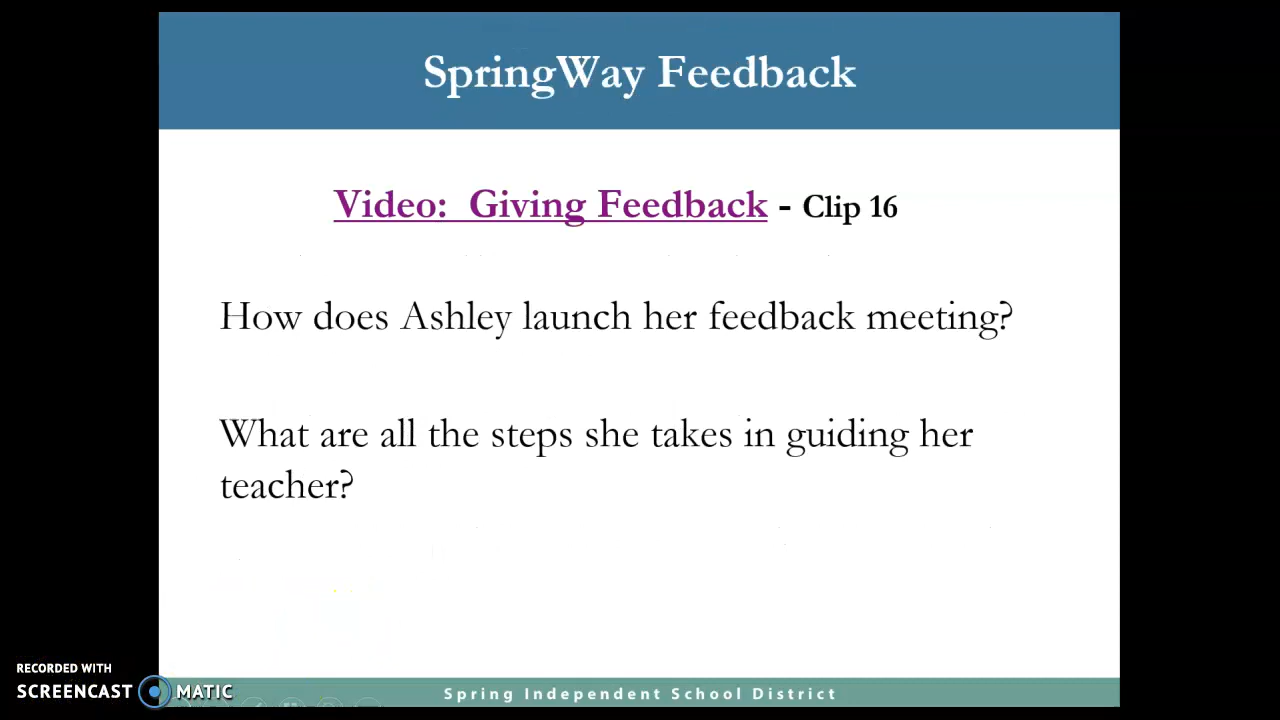 SpringWay Feedback
Video: Giving Feedback - Clip 16
How does Ashley launch her feedback meeting?
What are all the steps she takes in guiding her
teacher?
RECORDED WITH
SCREENCAST MATIC
Spring Independent School District